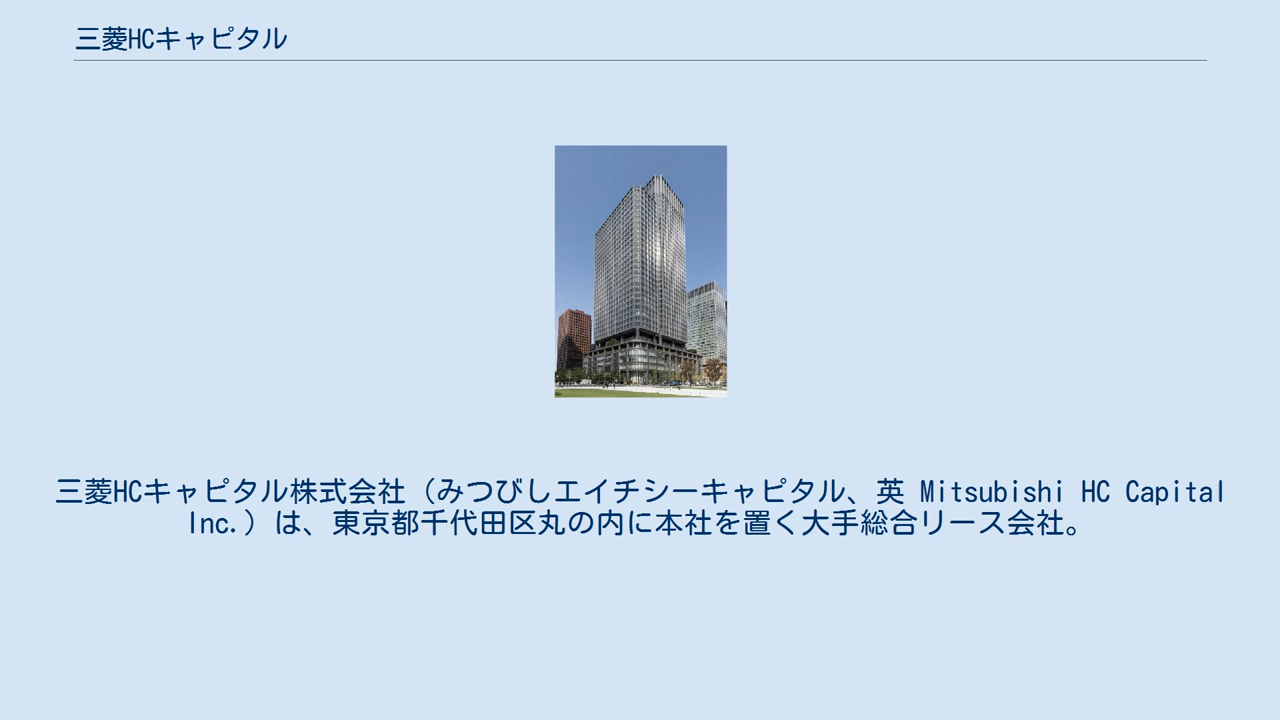 三菱HCキャピタル
三菱HCキャピタル株式会社（みつびしエイチシーキャピタル、英 Mitsubishi HC Capital
Inc.）は、東京都千代田区丸の内に本社を置く大手総合リース会社。